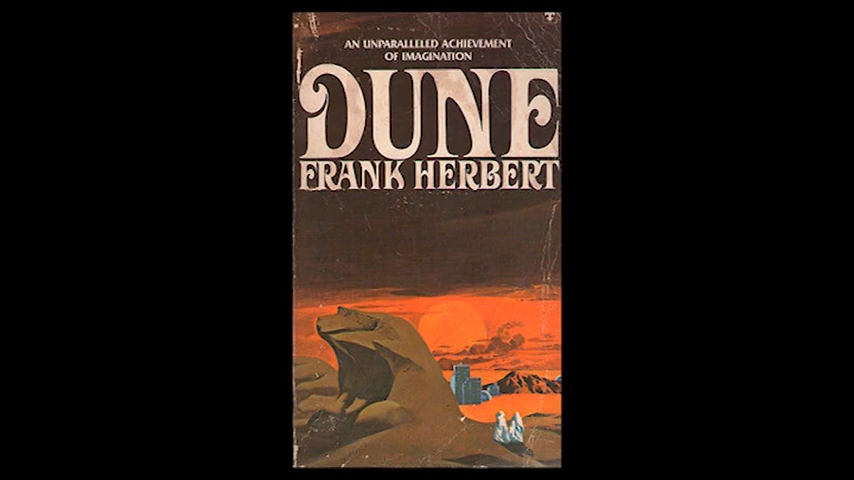 AN UNPARALLELED ACHIEVEMENT
OF IMAGINATION
DUNE
FRANK HERBERT